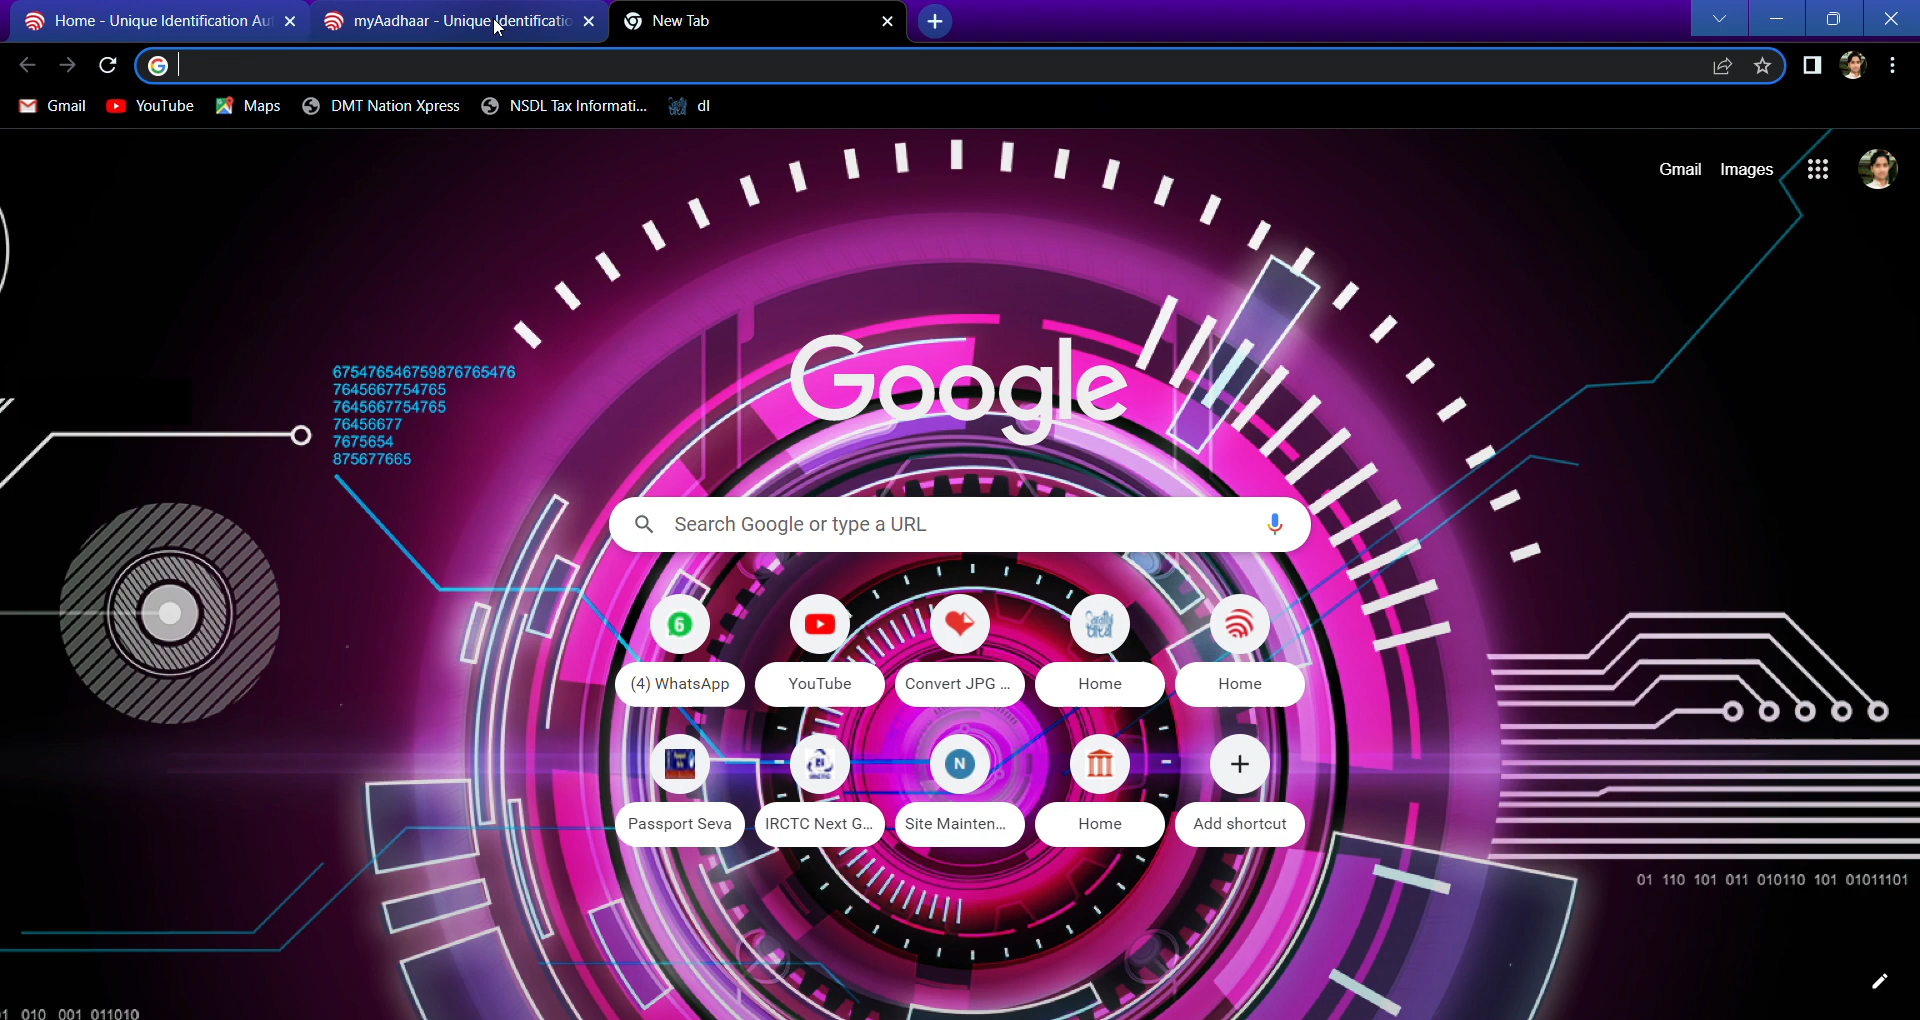 Home - Unique Identification Au
myAadhaar - Unique Identificatio
New Tab
Gmail
YouTube
Maps
DMT Nation Xpress
NSDL Tax Informati...
dl
Gmail Images
675476546759876765476
7645667754765
7645667754765
76456677
7675654
875677665
Google
Search Google or type a URL
6
(4) WhatsApp
YouTube
Convert JPG ...
Home
Home
N
Passport Seva
IRCTC Next G...
Site Mainten...
Home
Add shortcut
01 110 101 011 010110 101 01011101
1 010 001 011010